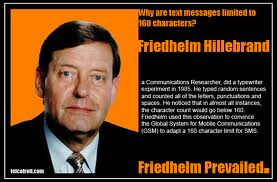 Why are text messages limited to
160 characters?
Friedhelm Hillebrand
a Communications Researcher, did a typewriter
experiment in 1985. He typed random sentences
and counted all of the letters, punctuations and
spaces. He noticed that in almost all instances,
the character count would go below 160.
Friedhelm used this observation to convince
the Global System for Mobile Communications
(GSM) to adapt a 160 character limit for SMS.
Friedhelm Prevailed.
telcotroll.com